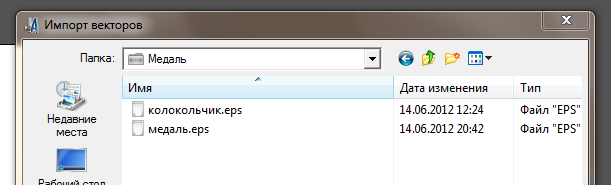 Импорт векторов
Папка: Медаль
Имя Дата изменения Тип
колокольчик.eps 14.06.2012 12:24 Файл "EPS"
медаль.eps 14.06.2012 20:42 Файл "EPS"
Недавние
места
Рабочий стол